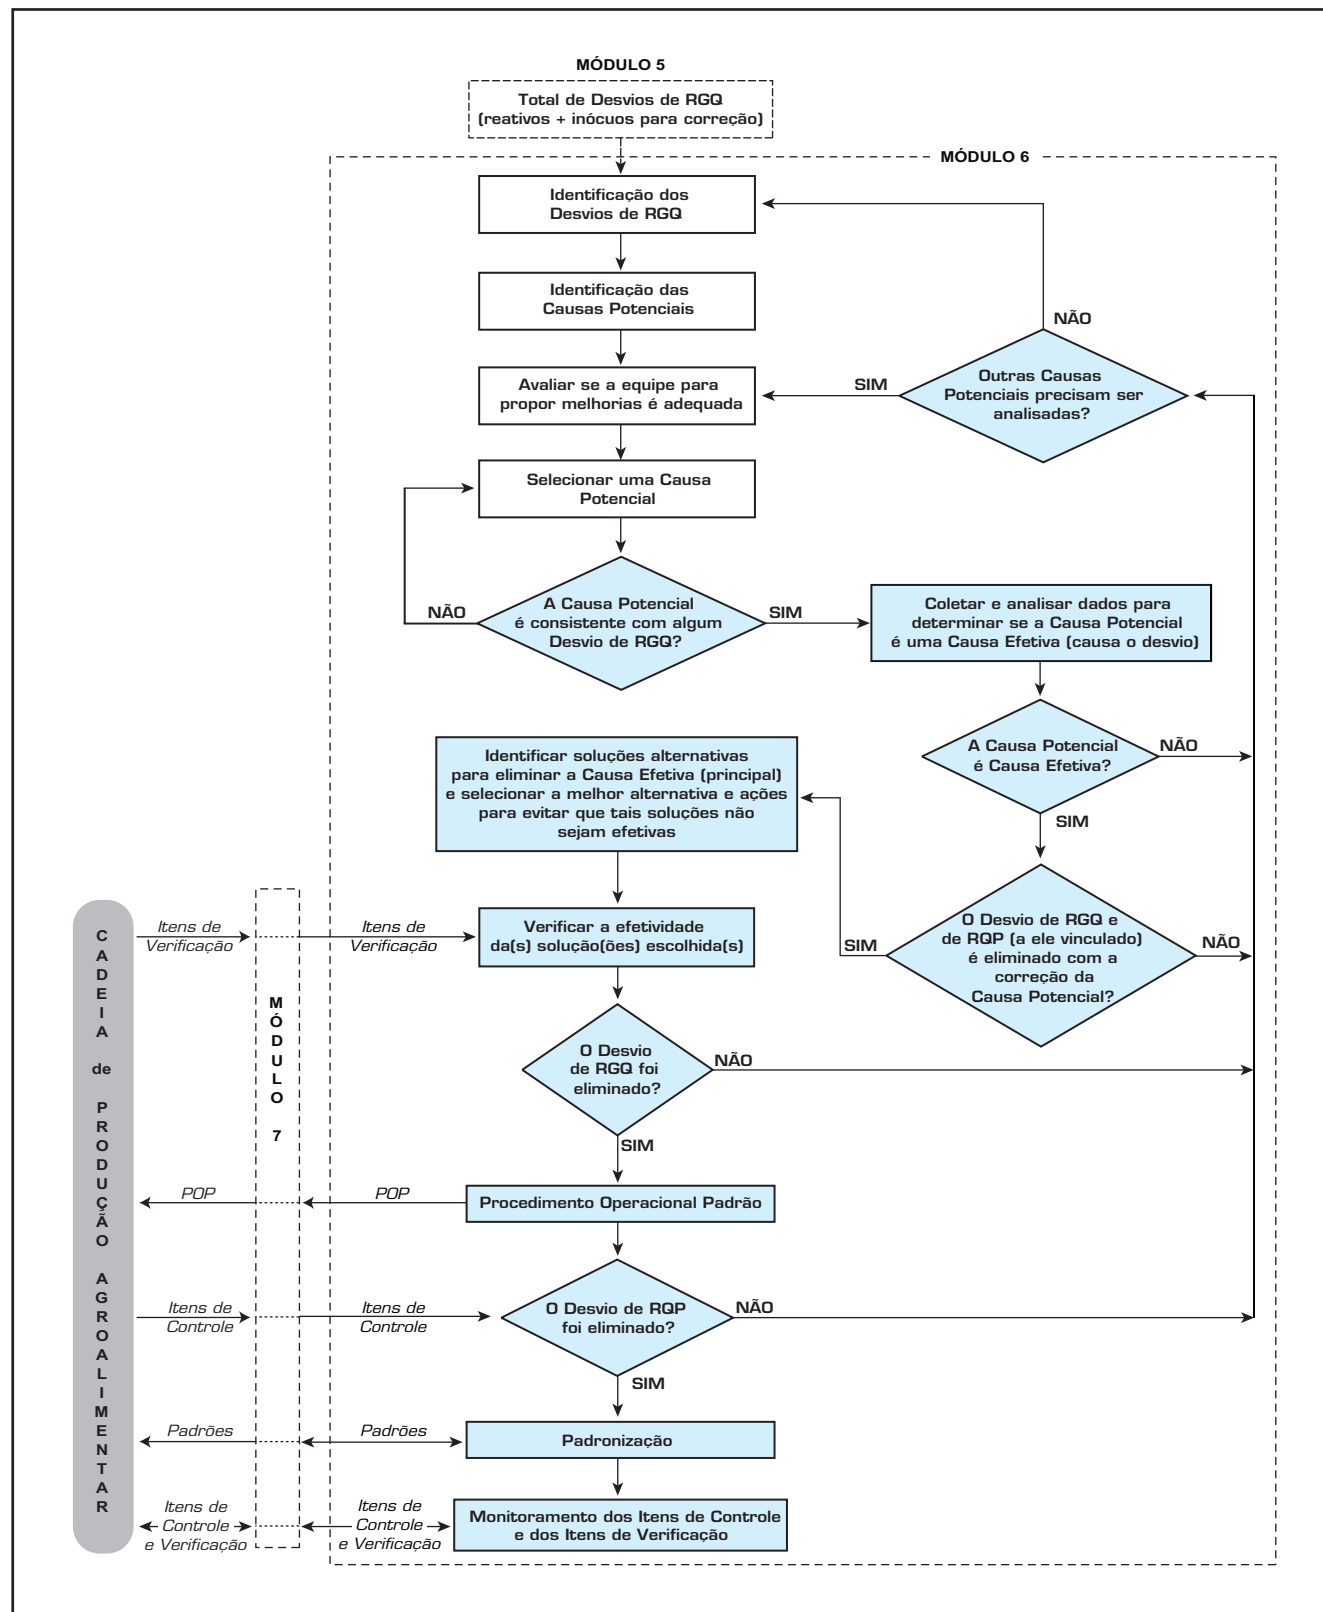 MÓDULO 5
Total de Desvios de RGQ
(reativos + inócuos para correção)
MÓDULO 6
Identificação dos
Desvios de RGQ
Identificação das
Causas Potenciais
NÃO
Avaliar se a equipe para
propor melhorias é adequada
SIM
Outras Causas
Potenciais precisam ser
analisadas?
Selecionar uma Causa
Potencial
NÃO
A Causa Potencial
é consistente com algum
Desvio de RGQ?
SIM
Coletar e analisar dados para
determinar se a Causa Potencial
é uma Causa Efetiva (causa o desvio)
A Causa Potencial
é Causa Efetiva?
NÃO
SIM
Identificar soluções alternativas
para eliminar a Causa Efetiva (principal)
e selecionar a melhor alternativa e ações
para evitar que tais soluções não
sejam efetivas
CADEIA de PRODUÇÃO AGROALIMENTAR
Itens de
Verificação
MÓDULO 7
Itens de
Verificação
Verificar a efetividade
da(s) solução(ões) escolhida(s)
SIM
O Desvio de RGQ e
de RQP (a ele vinculado)
é eliminado com a
correção da
Causa Potencial?
NÃO
O Desvio
de RGQ foi
eliminado?
NÃO
SIM
POP
POP
Procedimento Operacional Padrão
Itens de
Controle
Itens de
Controle
O Desvio de RQP
foi eliminado?
NÃO
SIM
Padrões
Padrões
Padronização
Itens de
Controle
e Verificação
Itens de
Controle
e Verificação
Monitoramento dos Itens de Controle
e dos Itens de Verificação